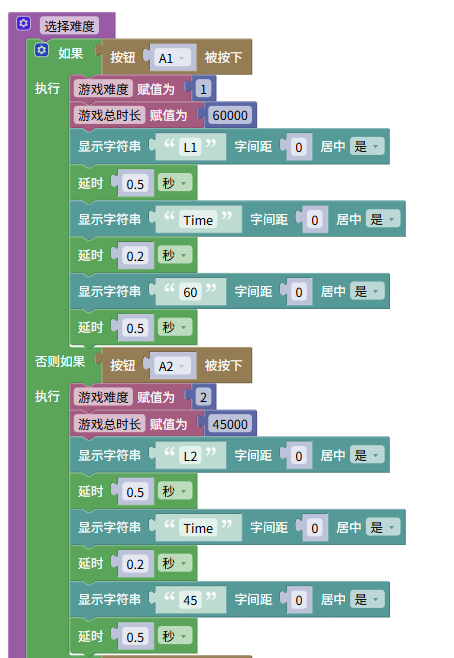 选择难度
如果 按钮 A1 被按下
执行 游戏难度 赋值为 1
游戏总时长 赋值为 60000
显示字符串 “ L1 ” 字间距 0 居中 是
延时 0.5 秒
显示字符串 “ Time ” 字间距 0 居中 是
延时 0.2 秒
显示字符串 “ 60 ” 字间距 0 居中 是
延时 0.5 秒
否则如果 按钮 A2 被按下
执行 游戏难度 赋值为 2
游戏总时长 赋值为 45000
显示字符串 “ L2 ” 字间距 0 居中 是
延时 0.5 秒
显示字符串 “ Time ” 字间距 0 居中 是
延时 0.2 秒
显示字符串 “ 45 ” 字间距 0 居中 是
延时 0.5 秒